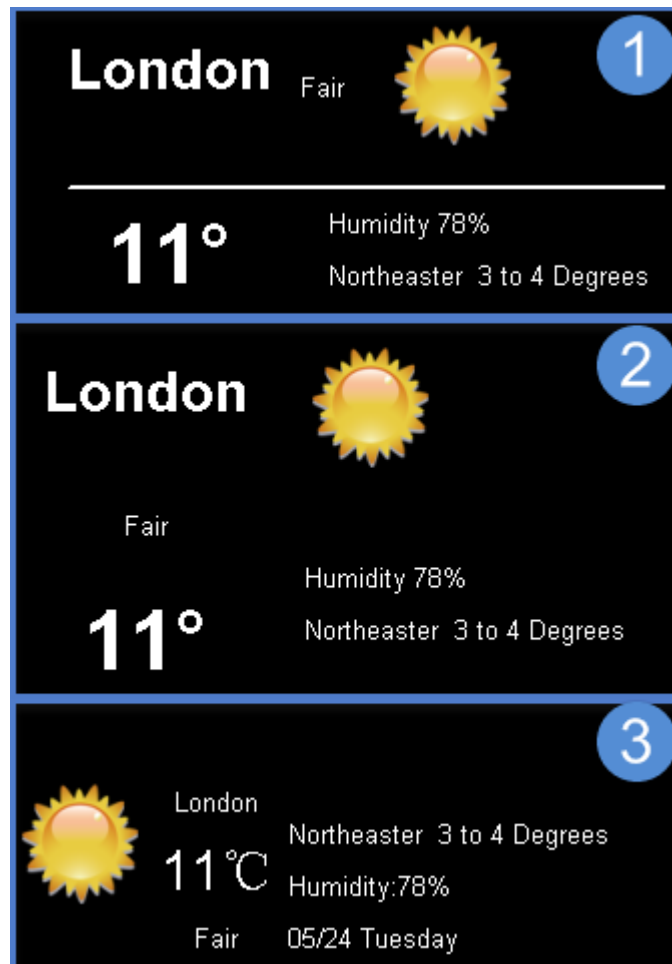 London Fair 1
11° Humidity 78%
Northeaster 3 to 4 Degrees
London 2
Fair
Humidity 78%
11° Northeaster 3 to 4 Degrees
3
London
Northeaster 3 to 4 Degrees
11℃
Humidity:78%
Fair 05/24 Tuesday